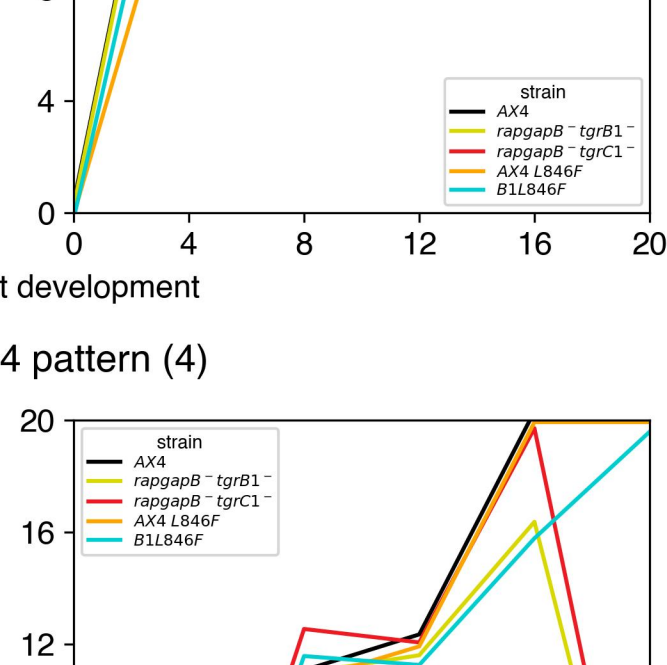 4
strain
AX4
rapgapB⁻tgrB1⁻
rapgapB⁻tgrC1⁻
AX4 L846F
B1L846F
0
0 4 8 12 16 20
t development
4 pattern (4)
20
strain
AX4
rapgapB⁻tgrB1⁻
rapgapB⁻tgrC1⁻
AX4 L846F
B1L846F
16
12